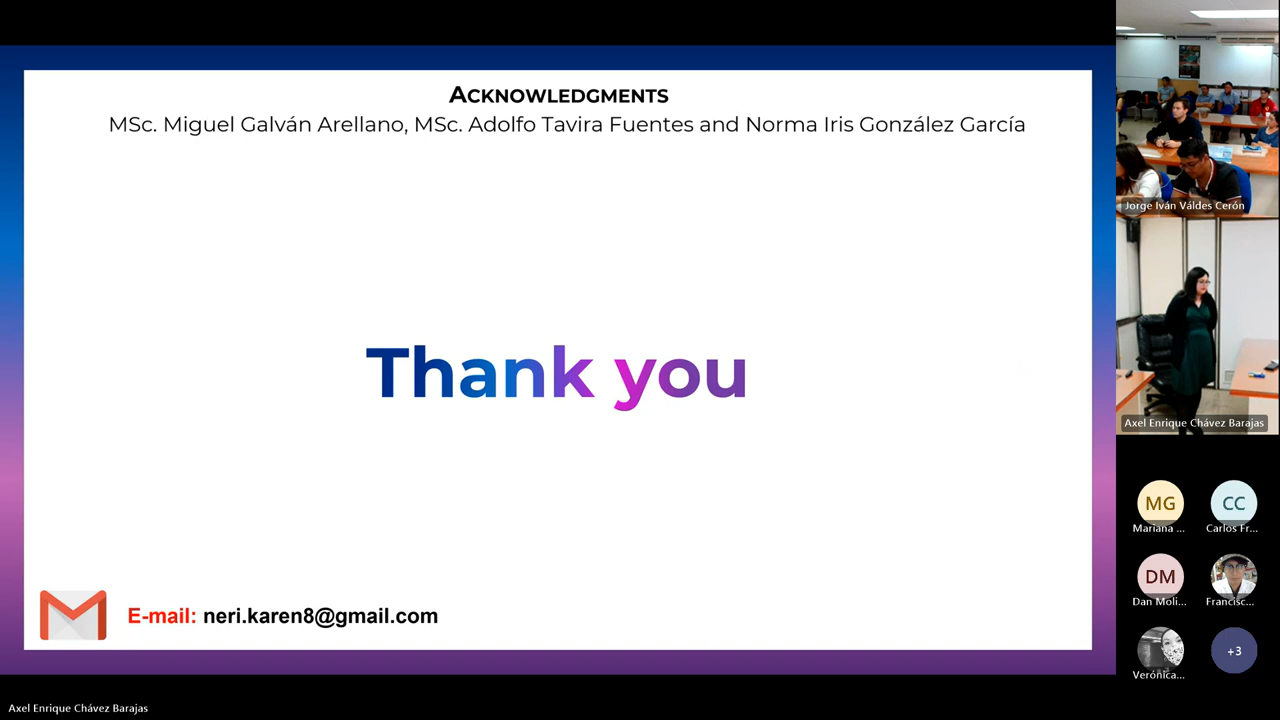 ACKNOWLEDGMENTS
MSc. Miguel Galván Arellano, MSc. Adolfo Tavira Fuentes and Norma Iris González García
Thank you
E-mail: neri.karen8@gmail.com
Jorge Iván Váldes Cerón
Axel Enrique Chávez Barajas
MG
CC
Mariana ...
Carlos Fr...
DM
Dan Moli...
Francisc...
Verónica...
+3
Axel Enrique Chávez Barajas